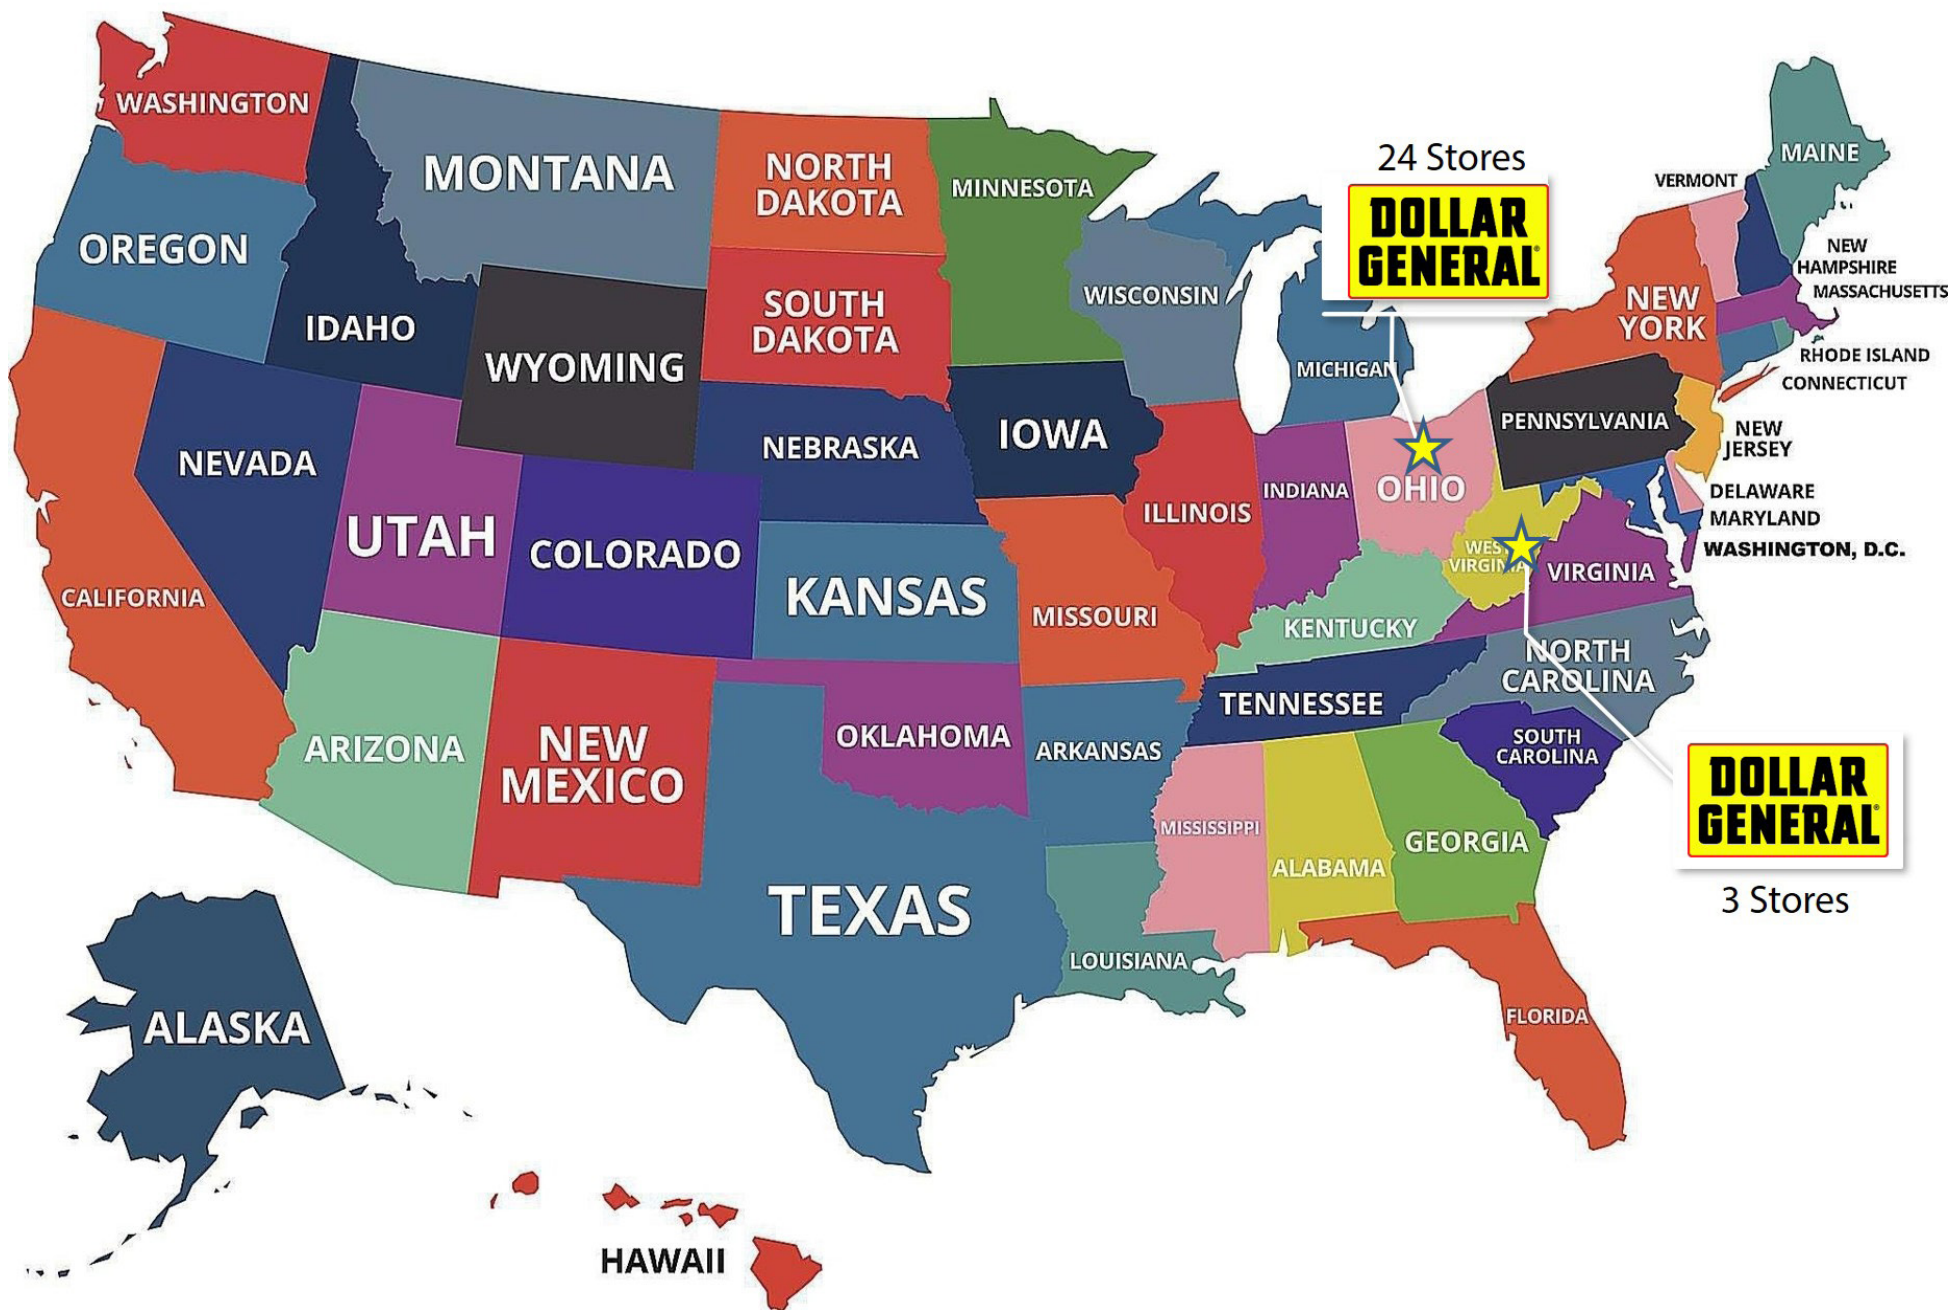 24 Stores
DOLLAR
GENERAL
WASHINGTON
MONTANA
NORTH
DAKOTA
MINNESOTA
MAINE
VERMONT
OREGON
IDAHO
WYOMING
SOUTH
DAKOTA
WISCONSIN
MICHIGAN
NEW
YORK
NEW
HAMPSHIRE
MASSACHUSETTS
RHODE ISLAND
CONNECTICUT
NEVADA
UTAH
COLORADO
NEBRASKA
IOWA
ILLINOIS
INDIANA
OHIO
PENNSYLVANIA
NEW
JERSEY
DELAWARE
MARYLAND
WASHINGTON, D.C.
CALIFORNIA
KANSAS
MISSOURI
KENTUCKY
WEST
VIRGINIA
VIRGINIA
ARIZONA
NEW
MEXICO
OKLAHOMA
ARKANSAS
TENNESSEE
NORTH
CAROLINA
SOUTH
CAROLINA
DOLLAR
GENERAL
3 Stores
TEXAS
LOUISIANA
MISSISSIPPI
ALABAMA
GEORGIA
FLORIDA
ALASKA
HAWAII